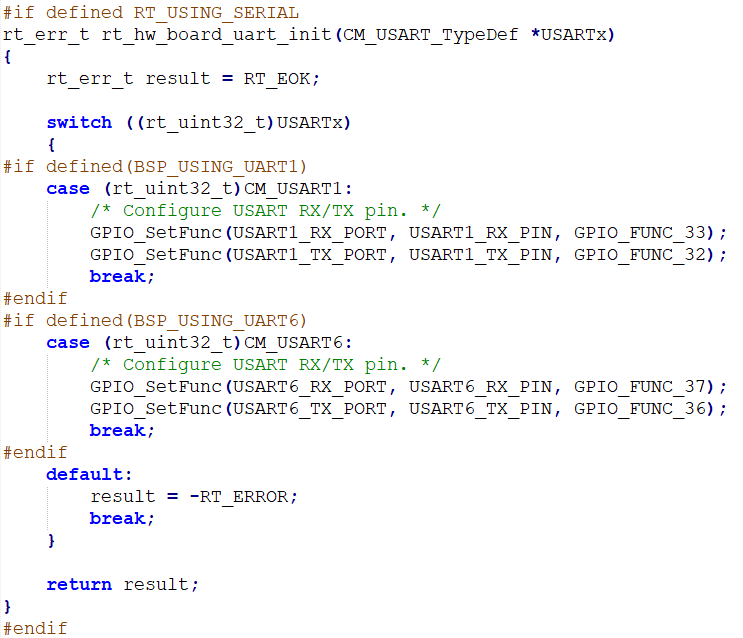 #if defined RT_USING_SERIAL
rt_err_t rt_hw_board_uart_init(CM_USART_TypeDef *USARTx)
{
    rt_err_t result = RT_EOK;

    switch ((rt_uint32_t)USARTx)
    {
#if defined(BSP_USING_UART1)
    case (rt_uint32_t)CM_USART1:
        /* Configure USART RX/TX pin. */
        GPIO_SetFunc(USART1_RX_PORT, USART1_RX_PIN, GPIO_FUNC_33);
        GPIO_SetFunc(USART1_TX_PORT, USART1_TX_PIN, GPIO_FUNC_32);
        break;
#endif
#if defined(BSP_USING_UART6)
    case (rt_uint32_t)CM_USART6:
        /* Configure USART RX/TX pin. */
        GPIO_SetFunc(USART6_RX_PORT, USART6_RX_PIN, GPIO_FUNC_37);
        GPIO_SetFunc(USART6_TX_PORT, USART6_TX_PIN, GPIO_FUNC_36);
        break;
#endif
    default:
        result = -RT_ERROR;
        break;
    }

    return result;
}
#endif